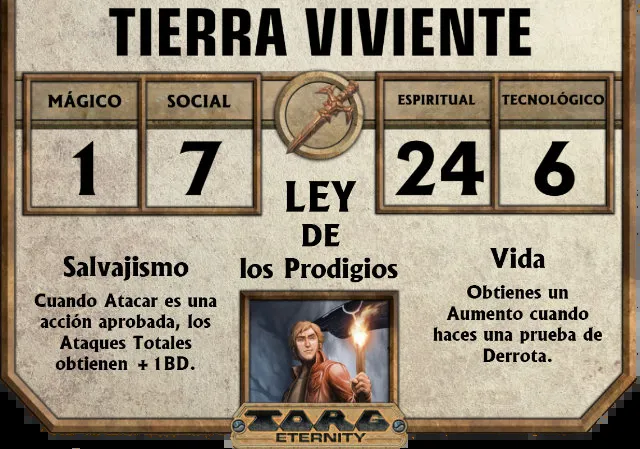 TIERRA VIVIENTE
MÁGICO
SOCIAL
ESPIRITUAL
TECNOLÓGICO
1
7
24
6
LEY
DE
los Prodigios
Salvajismo
Cuando Atacar es una
acción aprobada, los
Ataques Totales
obtienen + 1BD.
Vida
Obtienes un
Aumento cuando
haces una prueba de
Derrota.
TORG
ETERNITY